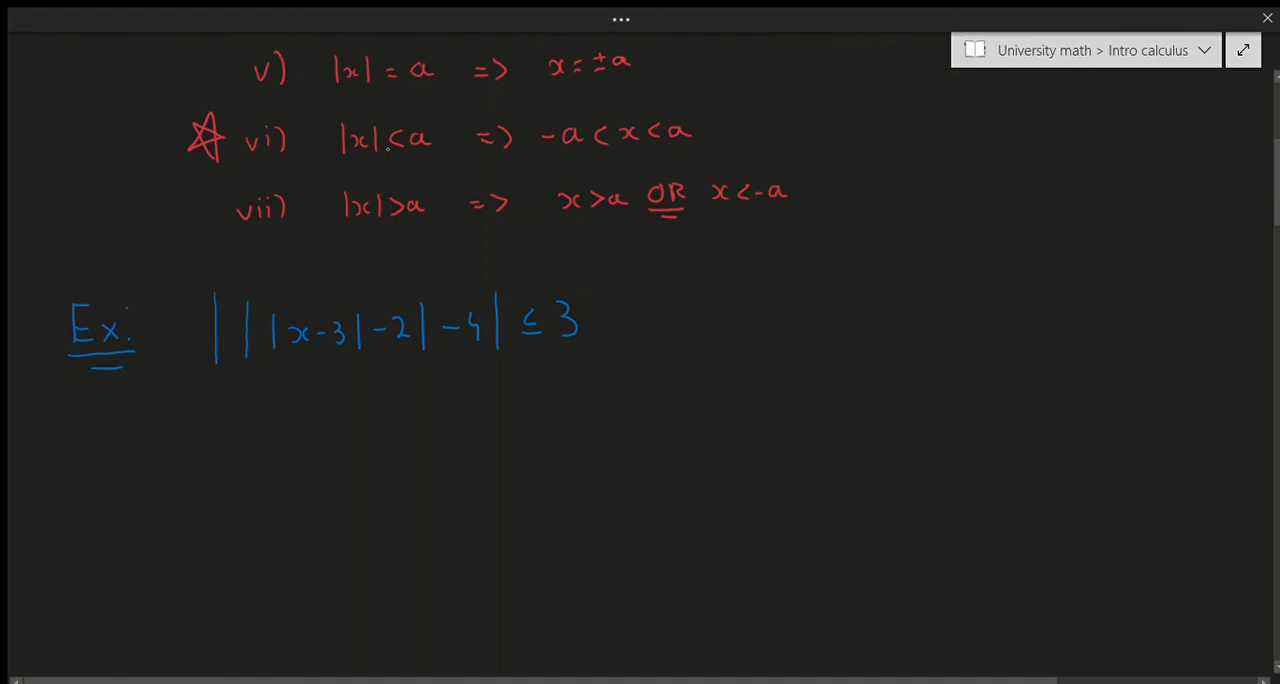 University math > Intro calculus
v) |x| = a => x = ±a
vi) |x| < a => -a < x < a
vii) |x| > a => x > a OR x < -a
Ex: | | |x-3| -2| -4| ≤ 3